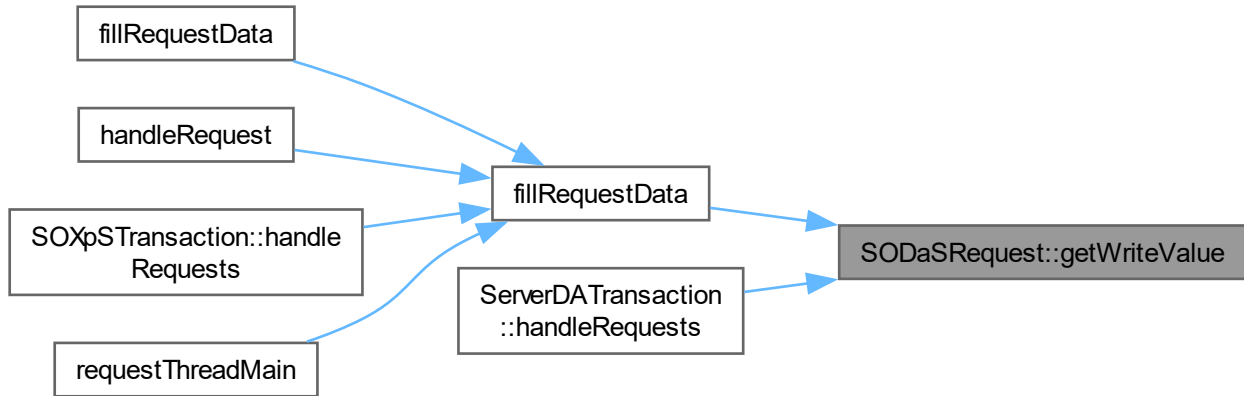 fillRequestData
handleRequest
SOXpSTransaction::handle
Requests
requestThreadMain
fillRequestData
ServerDATransaction
::handleRequests
SODaSRequest::getWriteValue